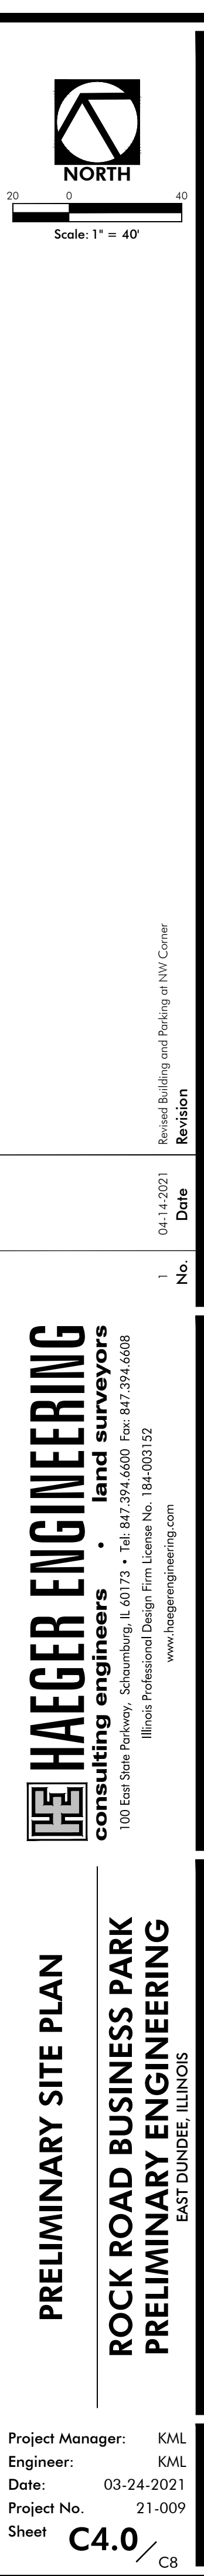 NORTH
20 0 40
Scale: 1" = 40'
Revised Building and Parking at NW Corner
Revision
04-14-2021
Date
1
No.
HAEGER ENGINEERING
consulting engineers • land surveyors
100 East State Parkway, Schaumburg, IL 60173 • Tel: 847.394.6600 Fax: 847.394.6608
Illinois Professional Design Firm License No. 184-003152
www.haegerengineering.com
PRELIMINARY SITE PLAN
ROCK ROAD BUSINESS PARK
PRELIMINARY ENGINEERING
EAST DUNDEE, ILLINOIS
Project Manager: KML
Engineer: KML
Date: 03-24-2021
Project No. 21-009
Sheet C4.0/C8